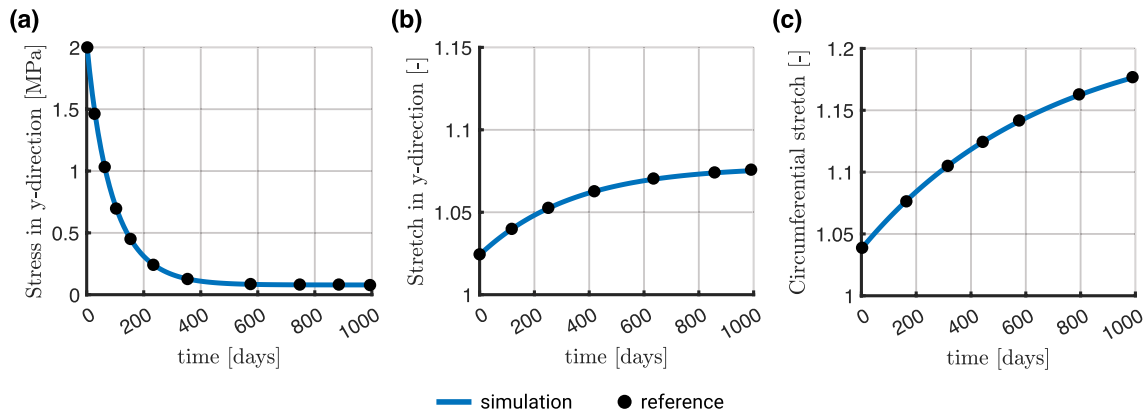 (a)
Stress in y-direction [MPa]
2
1.5
1
0.5
0
0 200 400 600 800 1000
time [days]
(b)
Stretch in y-direction [-]
1.15
1.1
1.05
1
0 200 400 600 800 1000
time [days]
(c)
Circumferential stretch [-]
1.2
1.15
1.1
1.05
1
0 200 400 600 800 1000
time [days]
simulation reference